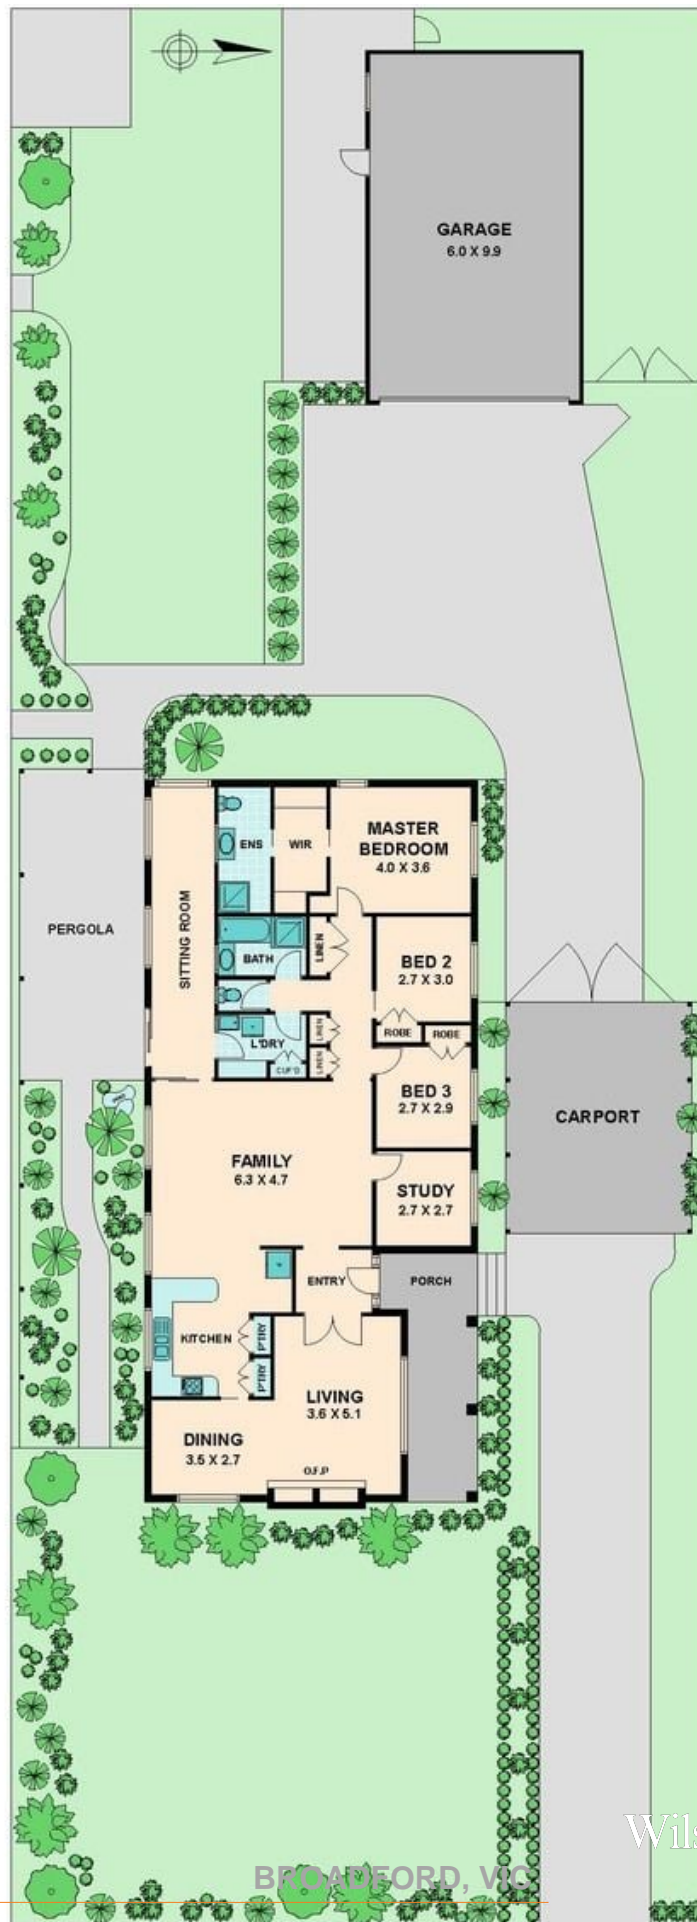 GARAGE
6.0 X 9.9
MASTER
BEDROOM
4.0 X 3.6
ENS
WIR
SITTING ROOM
PERGOLA
BATH
LINEN
BED 2
2.7 X 3.0
ROBE
ROBE
L'DRY
LINEN
LINEN
CUP'D
BED 3
2.7 X 2.9
CARPORT
FAMILY
6.3 X 4.7
STUDY
2.7 X 2.7
ENTRY
PORCH
KITCHEN
P'TRY
P'TRY
LIVING
3.6 X 5.1
DINING
3.5 X 2.7
O.F.P
Wils
BROADFORD, VIC